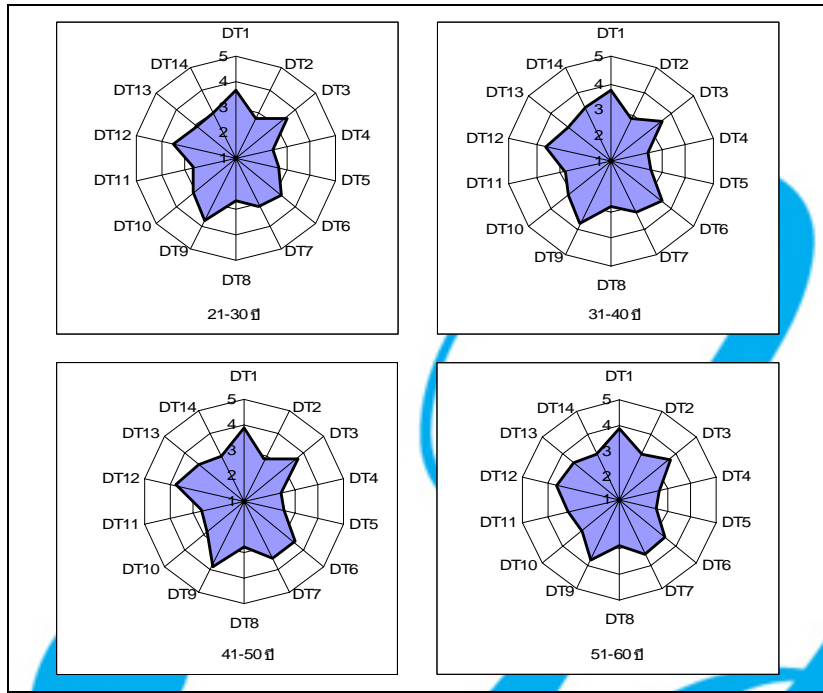 DT1
DT14 5 DT2
DT13 4 DT3
3
DT12 2 DT4
1
DT11 DT5
DT10 DT6
DT9 DT7
DT8
21-30 ปี
DT1
DT14 5 DT2
DT13 4 DT3
3
DT12 2 DT4
1
DT11 DT5
DT10 DT6
DT9 DT7
DT8
31-40 ปี
DT1
DT14 5 DT2
DT13 4 DT3
3
DT12 2 DT4
1
DT11 DT5
DT10 DT6
DT9 DT7
DT8
41-50 ปี
DT1
DT14 5 DT2
DT13 4 DT3
3
DT12 2 DT4
1
DT11 DT5
DT10 DT6
DT9 DT7
DT8
51-60 ปี